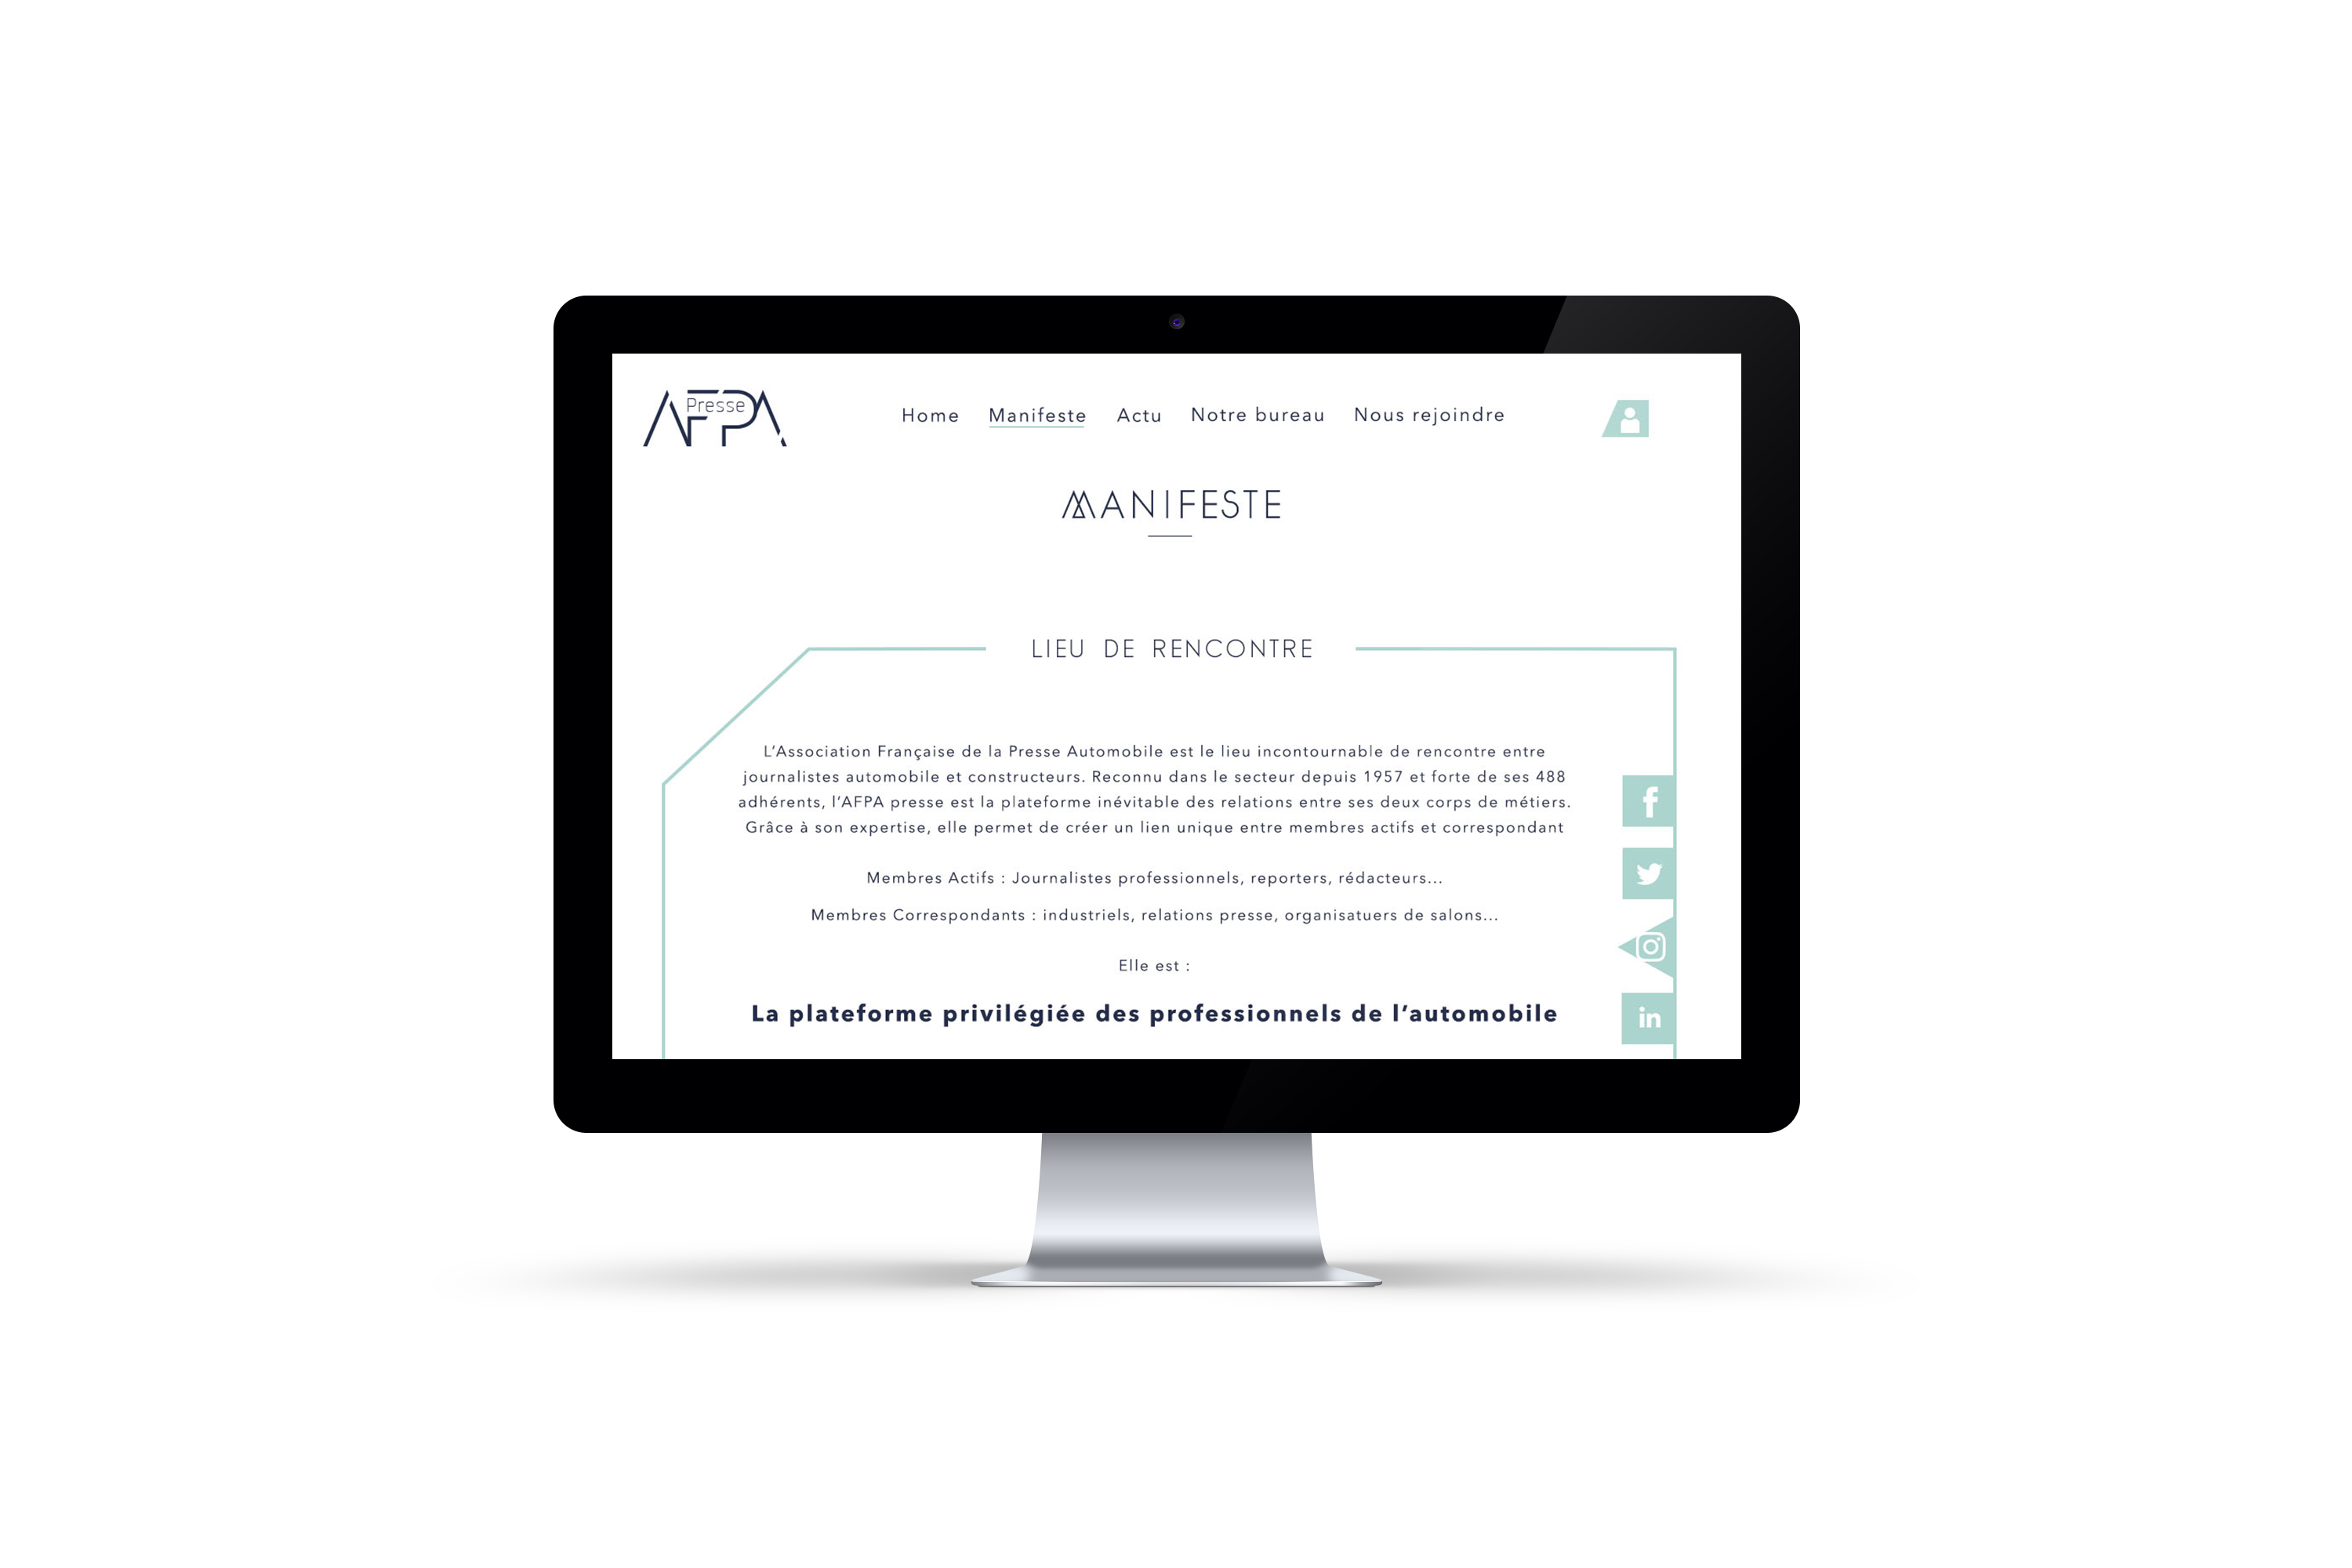 AFPA
Presse
Home Manifeste Actu Notre bureau Nous rejoindre
MANIFESTE
LIEU DE RENCONTRE
L’Association Française de la Presse Automobile est le lieu incontournable de rencontre entre
journalistes automobile et constructeurs. Reconnu dans le secteur depuis 1957 et forte de ses 488
adhérents, l’AFPA presse est la plateforme inévitable des relations entre ses deux corps de métiers.
Grâce à son expertise, elle permet de créer un lien unique entre membres actifs et correspondant
Membres Actifs : Journalistes professionnels, reporters, rédacteurs...
Membres Correspondants : industriels, relations presse, organisatuers de salons...
Elle est :
La plateforme privilégiée des professionnels de l’automobile